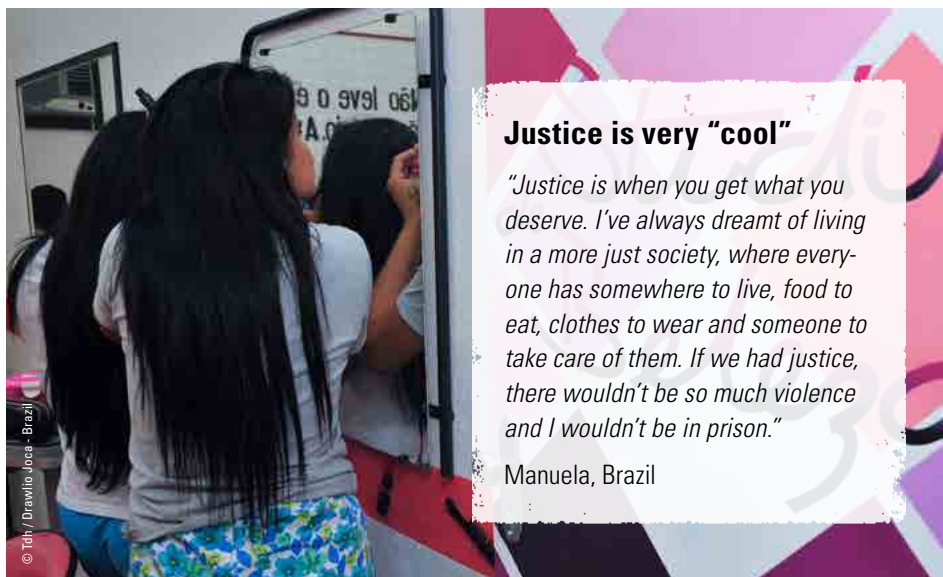 Justice is very “cool”
“Justice is when you get what you
deserve. I’ve always dreamt of living
in a more just society, where every-
one has somewhere to live, food to
eat, clothes to wear and someone to
take care of them. If we had justice,
there wouldn’t be so much violence
and I wouldn’t be in prison.”
Manuela, Brazil
© Tdh / Drawlio Joca - Brazil
Não leve o